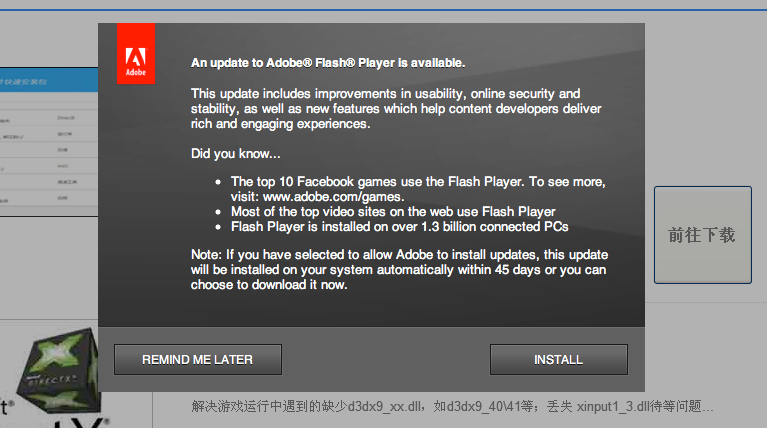 Adobe
An update to Adobe® Flash® Player is available.
This update includes improvements in usability, online security and
stability, as well as new features which help content developers deliver
rich and engaging experiences.
Did you know...
The top 10 Facebook games use the Flash Player. To see more,
visit: www.adobe.com/games.
Most of the top video sites on the web use Flash Player
Flash Player is installed on over 1.3 billion connected PCs
Note: If you have selected to allow Adobe to install updates, this update
will be installed on your system automatically within 45 days or you can
choose to download it now.
前往下载
REMIND ME LATER
INSTALL
DIRECTX
解决游戏运行中遇到的缺少d3dx9_xx.dll，如d3dx9_40\41等；丢失 xinput1_3.dll待等问题...